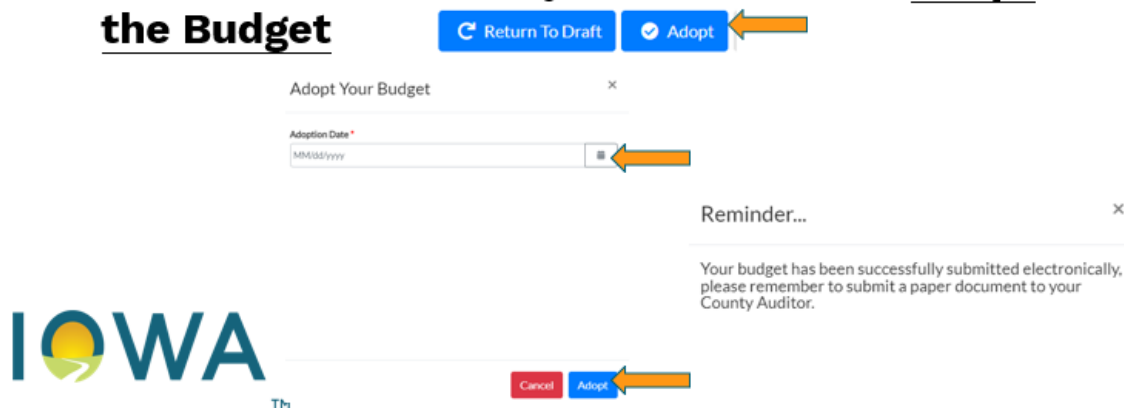 the Budget
Return To Draft
Adopt
Adopt Your Budget
×
Adoption Date *
MM/dd/yyyy
Reminder...
×
Your budget has been successfully submitted electronically,
please remember to submit a paper document to your
County Auditor.
IOWA
TM
Cancel
Adopt